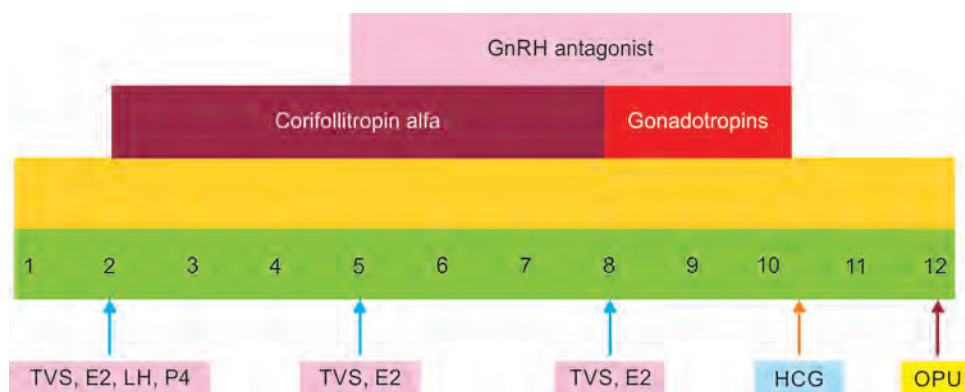 GnRH antagonist
Corifollitropin alfa Gonadotropins
1 2 3 4 5 6 7 8 9 10 11 12
TVS, E2, LH, P4 TVS, E2 TVS, E2 HCG OPU